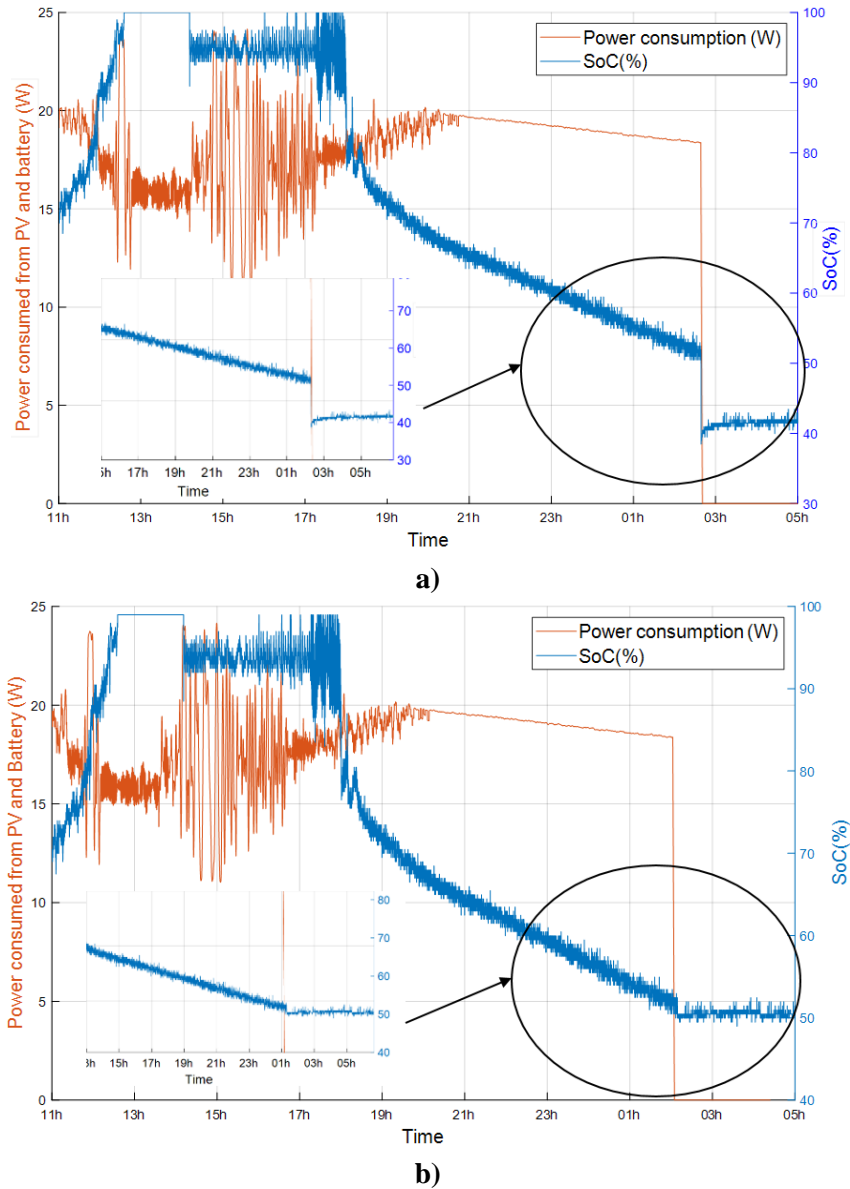 Power consumption (W)
SoC(%)
Power consumed from PV and battery (W)
25
20
15
10
5
0
100
90
80
70
60
50
40
30
SoC(%)
70
60
50
40
30
5h 17h 19h 21h 23h 01h 03h 05h
Time
11h 13h 15h 17h 19h 21h 23h 01h 03h 05h
Time
a)
Power consumption (W)
SoC(%)
Power consumed from PV and Battery (W)
25
20
15
10
5
0
100
90
80
70
60
50
40
SoC(%)
80
70
60
50
40
3h 15h 17h 19h 21h 23h 01h 03h 05h
Time
11h 13h 15h 17h 19h 21h 23h 01h 03h 05h
Time
b)